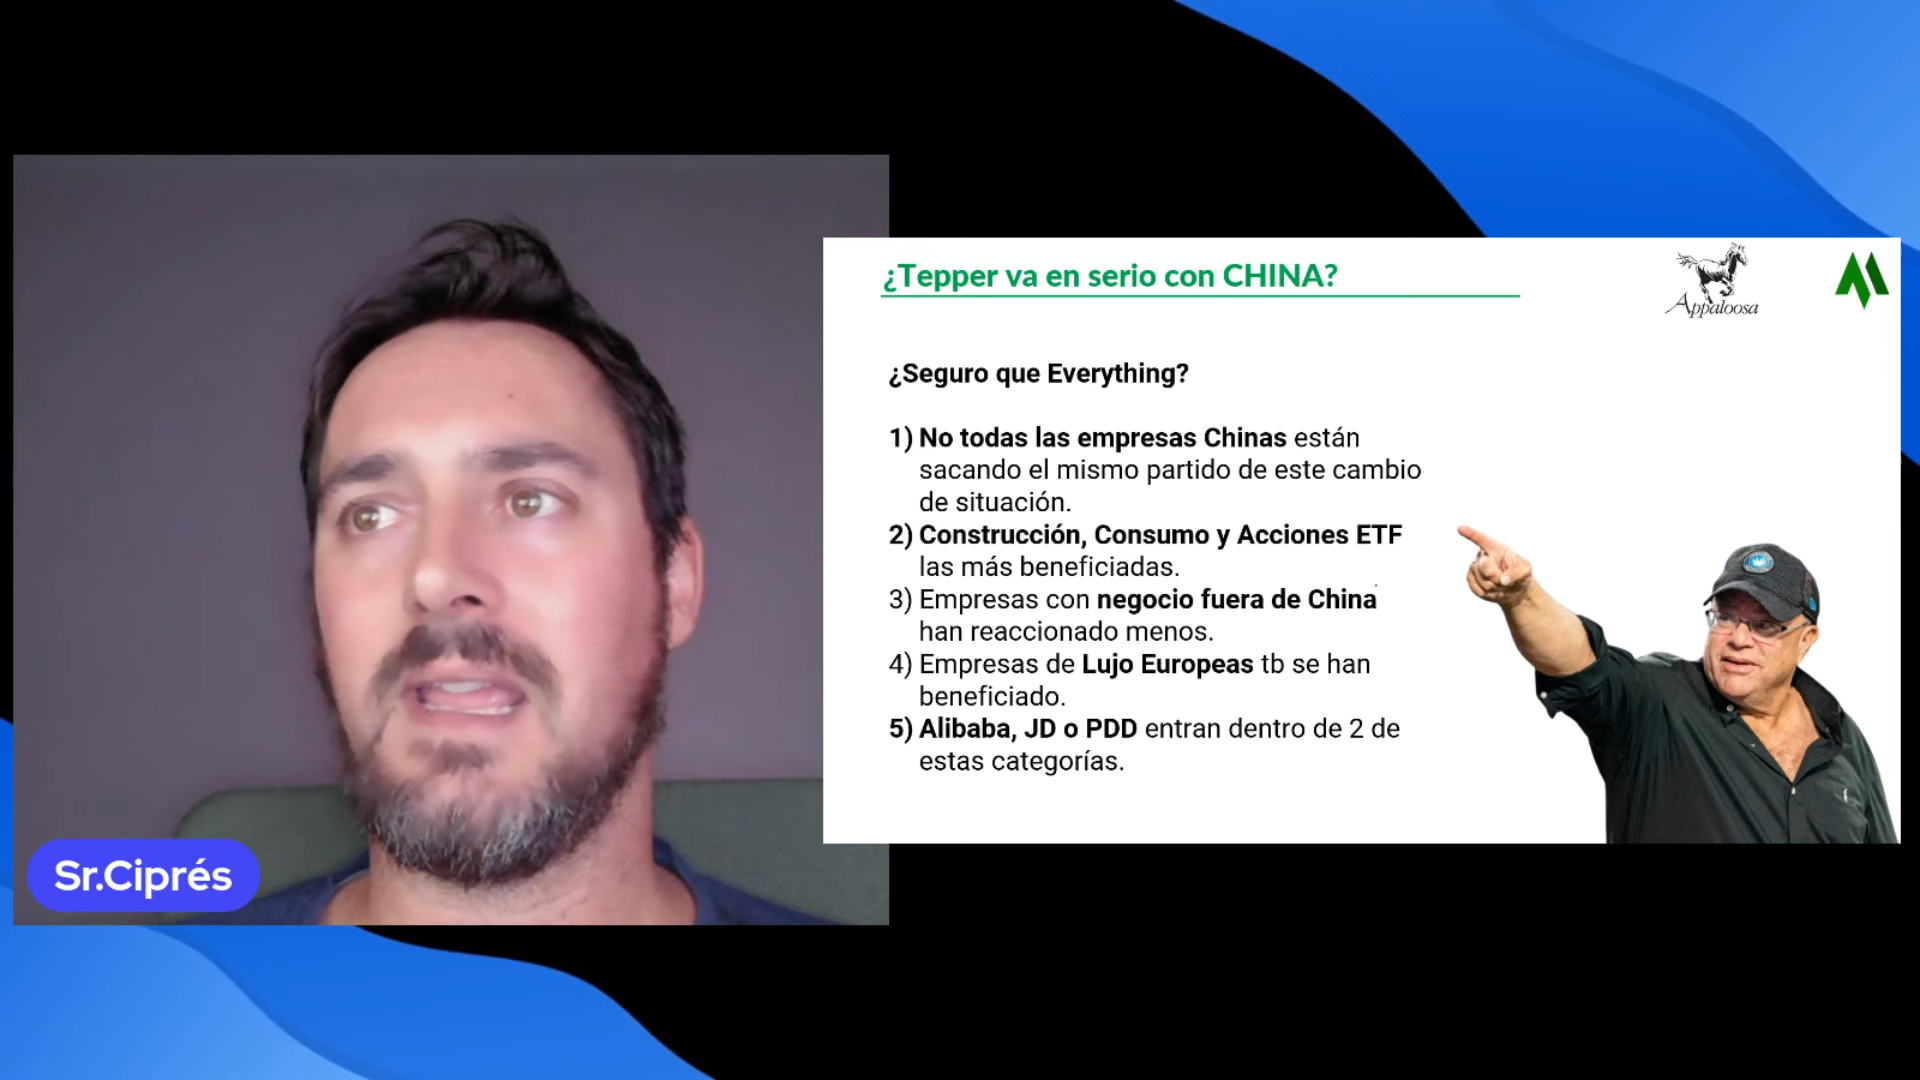 ¿Tepper va en serio con CHINA?
Appaloosa
¿Seguro que Everything?
1) No todas las empresas Chinas están
sacando el mismo partido de este cambio
de situación.
2) Construcción, Consumo y Acciones ETF
las más beneficiadas.
3) Empresas con negocio fuera de China
han reaccionado menos.
4) Empresas de Lujo Europeas tb se han
beneficiado.
5) Alibaba, JD o PDD entran dentro de 2 de
estas categorías.
Sr.Ciprés